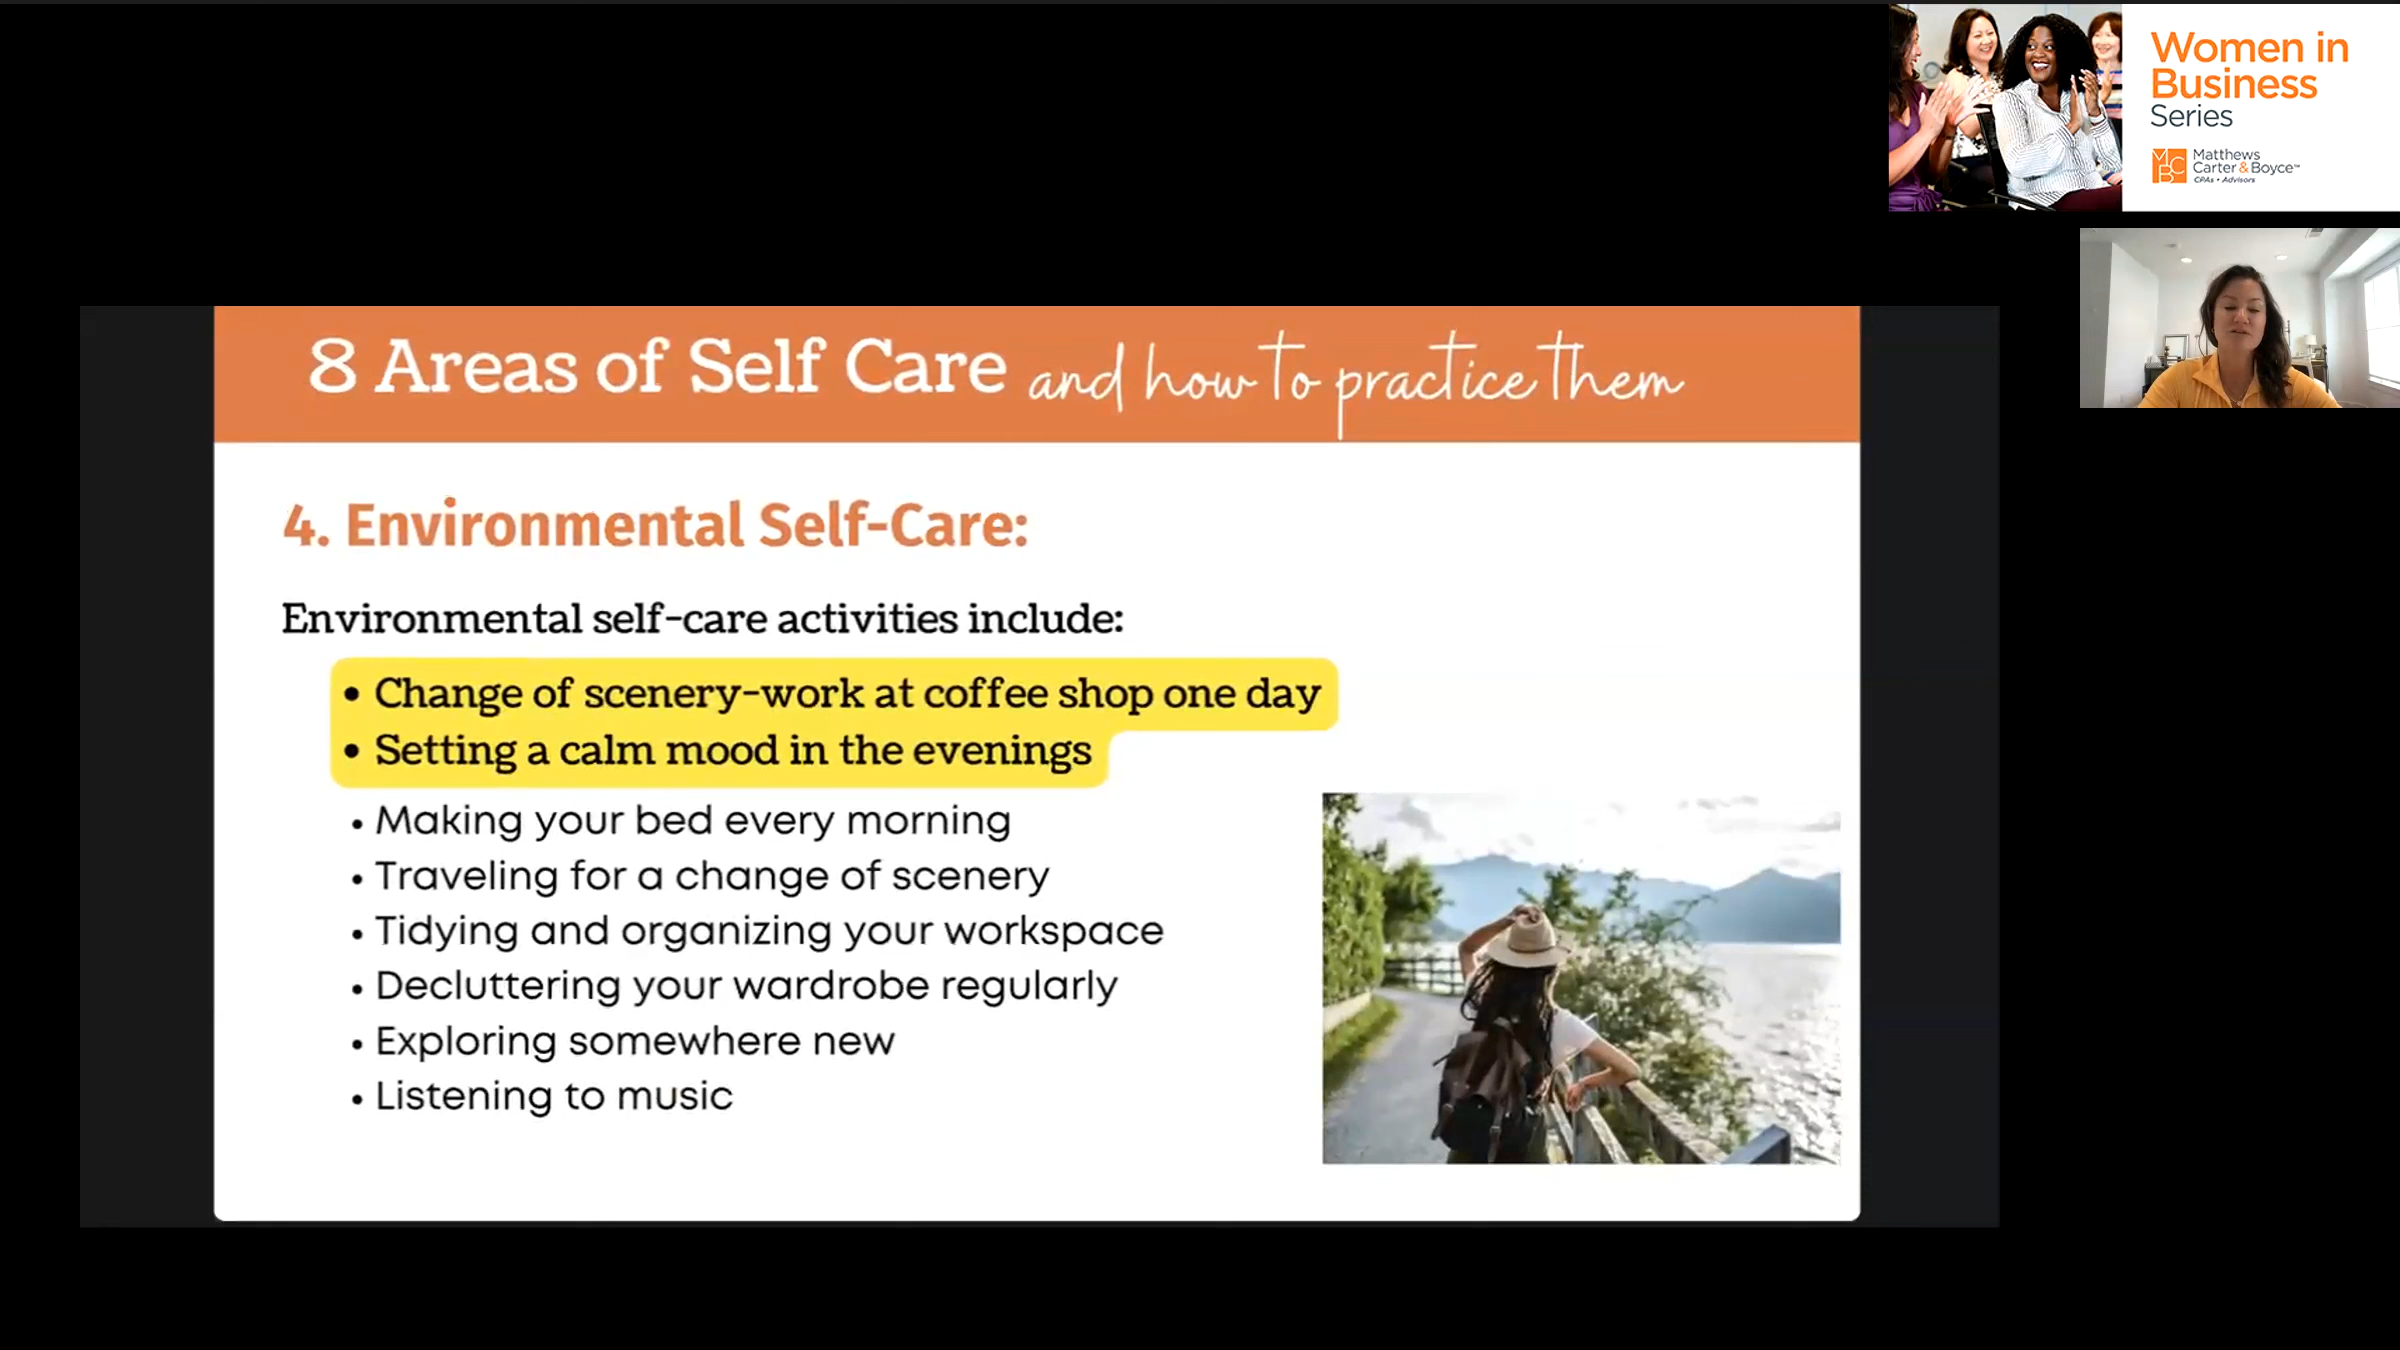 Women in
Business
Series
Matthews
Carter & Boyce™
CPAs • Advisors
8 Areas of Self Care and how to practice them
4. Environmental Self-Care:
Environmental self-care activities include:
• Change of scenery-work at coffee shop one day
• Setting a calm mood in the evenings
• Making your bed every morning
• Traveling for a change of scenery
• Tidying and organizing your workspace
• Decluttering your wardrobe regularly
• Exploring somewhere new
• Listening to music